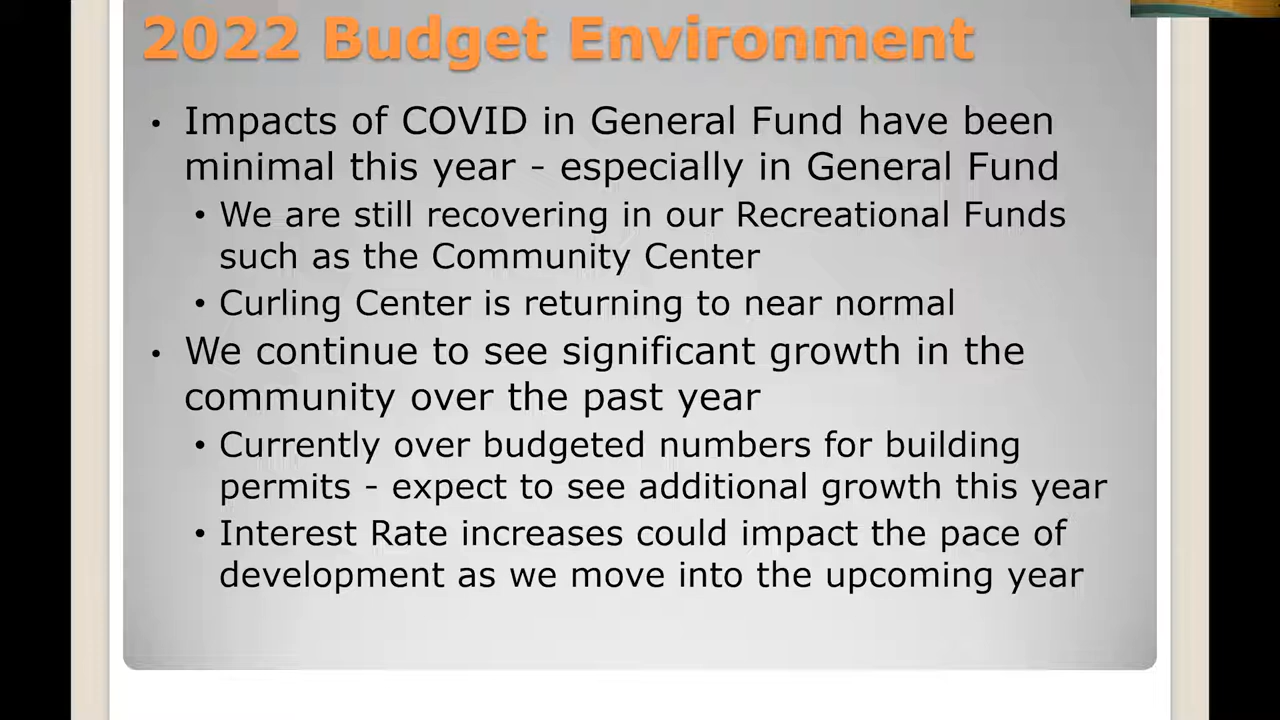 2022 Budget Environment
• Impacts of COVID in General Fund have been
minimal this year - especially in General Fund
• We are still recovering in our Recreational Funds
such as the Community Center
• Curling Center is returning to near normal
• We continue to see significant growth in the
community over the past year
• Currently over budgeted numbers for building
permits - expect to see additional growth this year
• Interest Rate increases could impact the pace of
development as we move into the upcoming year